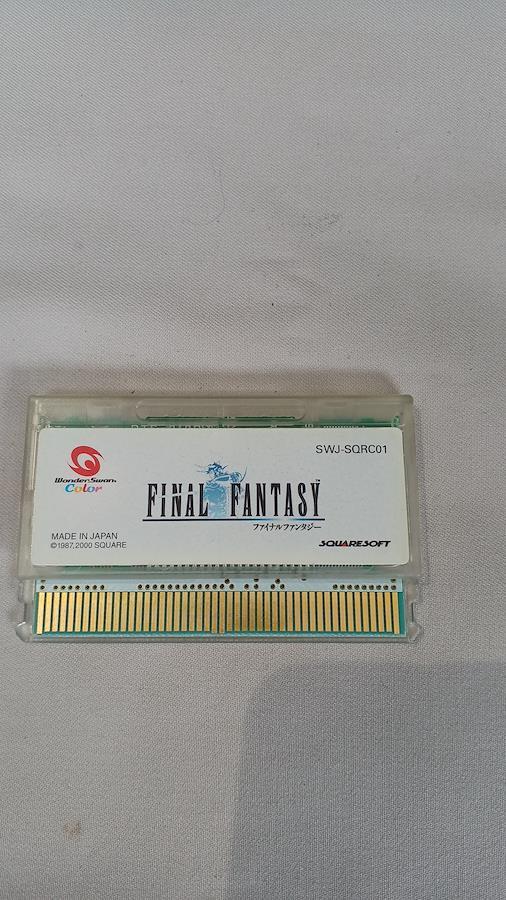 SWJ-SQRC01
WonderSwan
Color
FINAL FANTASY™
ファイナルファンタジー
MADE IN JAPAN
©1987,2000 SQUARE
SQUARESOFT